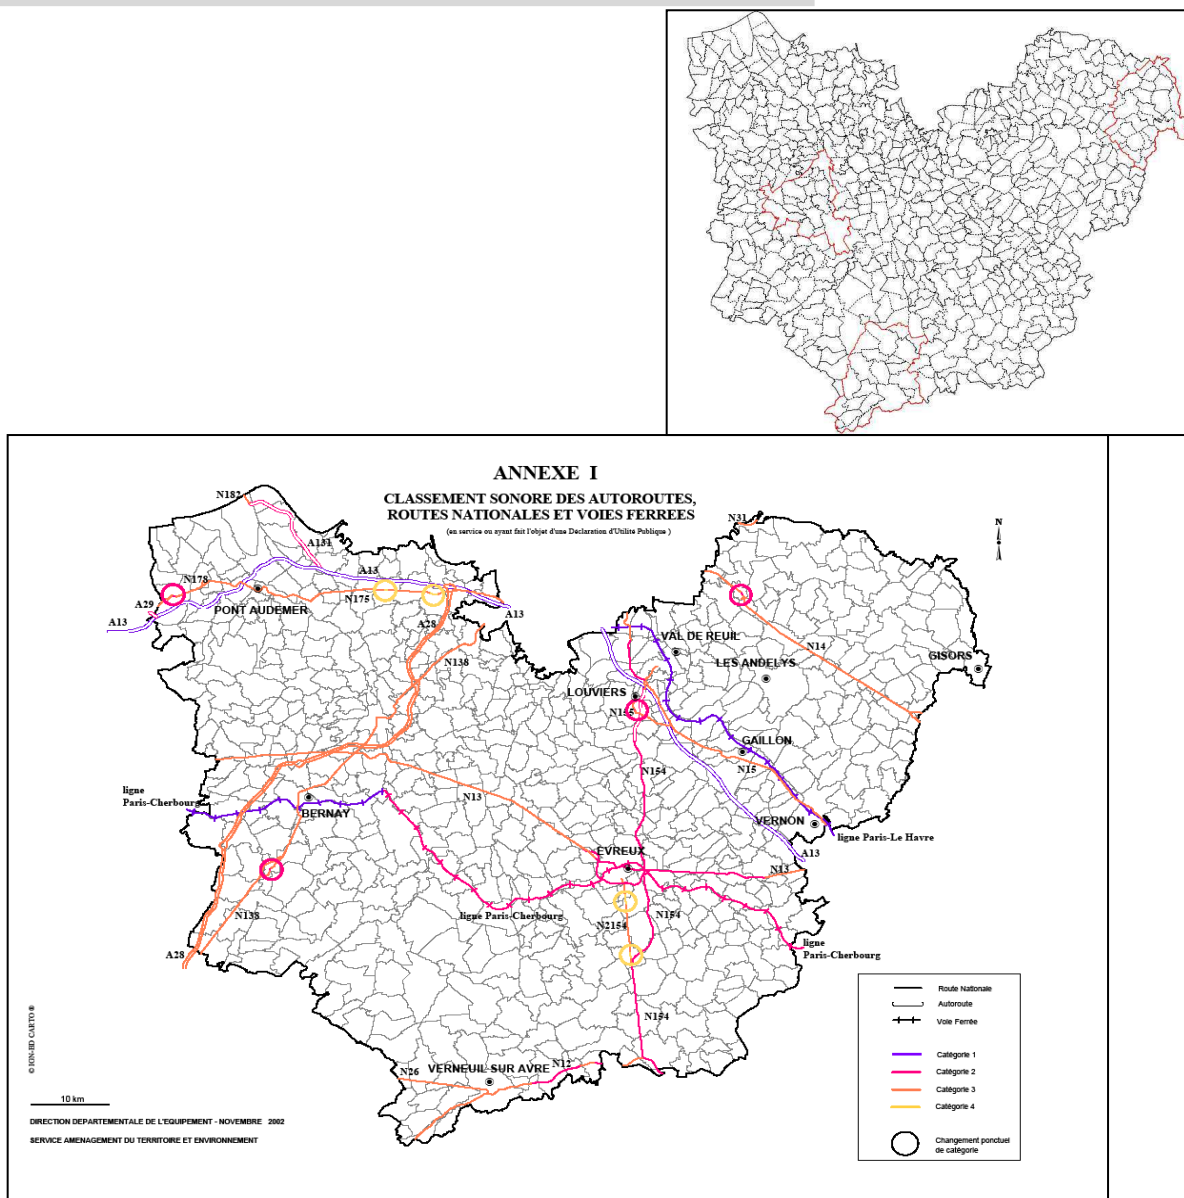 ANNEXE I
CLASSEMENT SONORE DES AUTOROUTES,
ROUTES NATIONALES ET VOIES FERREES
(en service ou ayant fait l'objet d'une Déclaration d'Utilité Publique )
N182
A131
N31
N
A13
N178
N175
A29
PONT AUDEMER
A13
A13
A28
N138
VAL DE REUIL
N14
LES ANDELYS
GISORS
LOUVIERS
N155
GAILLON
N15
N154
ligne
Paris-Cherbourg
N13
BERNAY
VERNON
ligne Paris-Le Havre
A13
EVREUX
N13
N138
ligne Paris-Cherbourg
N154
N2154
ligne
Paris-Cherbourg
A28
Route Nationale
Autoroute
Voie Ferrée
N154
Catégorie 1
Catégorie 2
Catégorie 3
Catégorie 4
Changement ponctuel
de catégorie
N26
VERNEUIL SUR AVRE
N12
© IGN-BD CARTO ®
10 km
DIRECTION DEPARTEMENTALE DE L'EQUIPEMENT - NOVEMBRE 2002
SERVICE AMENAGEMENT DU TERRITOIRE ET ENVIRONNEMENT